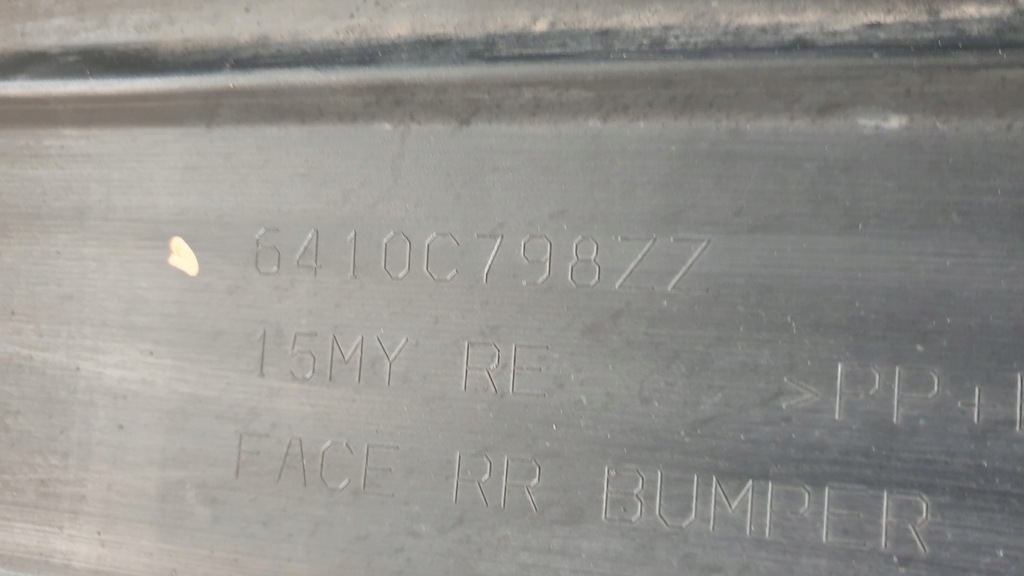 6410C798ZZ
15MY RE
>PP+
FACE RR BUMPER